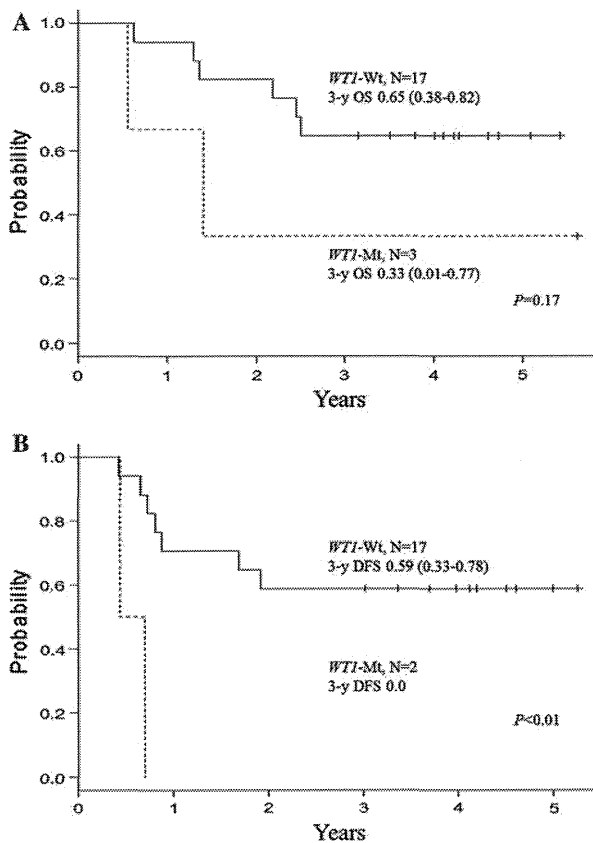 A
1.0
0.8
0.6
0.4
0.2
0.0
Probability
WT1-Wt, N=17
3-y OS 0.65 (0.38-0.82)
WT1-Mt, N=3
3-y OS 0.33 (0.01-0.77)
P=0.17
0 1 2 3 4 5
Years
B
1.0
0.8
0.6
0.4
0.2
0.0
Probability
WT1-Wt, N=17
3-y DFS 0.59 (0.33-0.78)
WT1-Mt, N=2
3-y DFS 0.0
P<0.01
0 1 2 3 4 5
Years